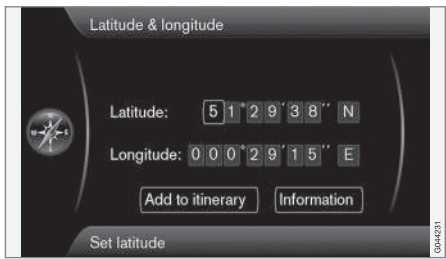 Latitude & longitude
Latitude: 51°29'38'' N
Longitude: 000°29'15'' E
Add to itinerary Information
Set latitude
G044231